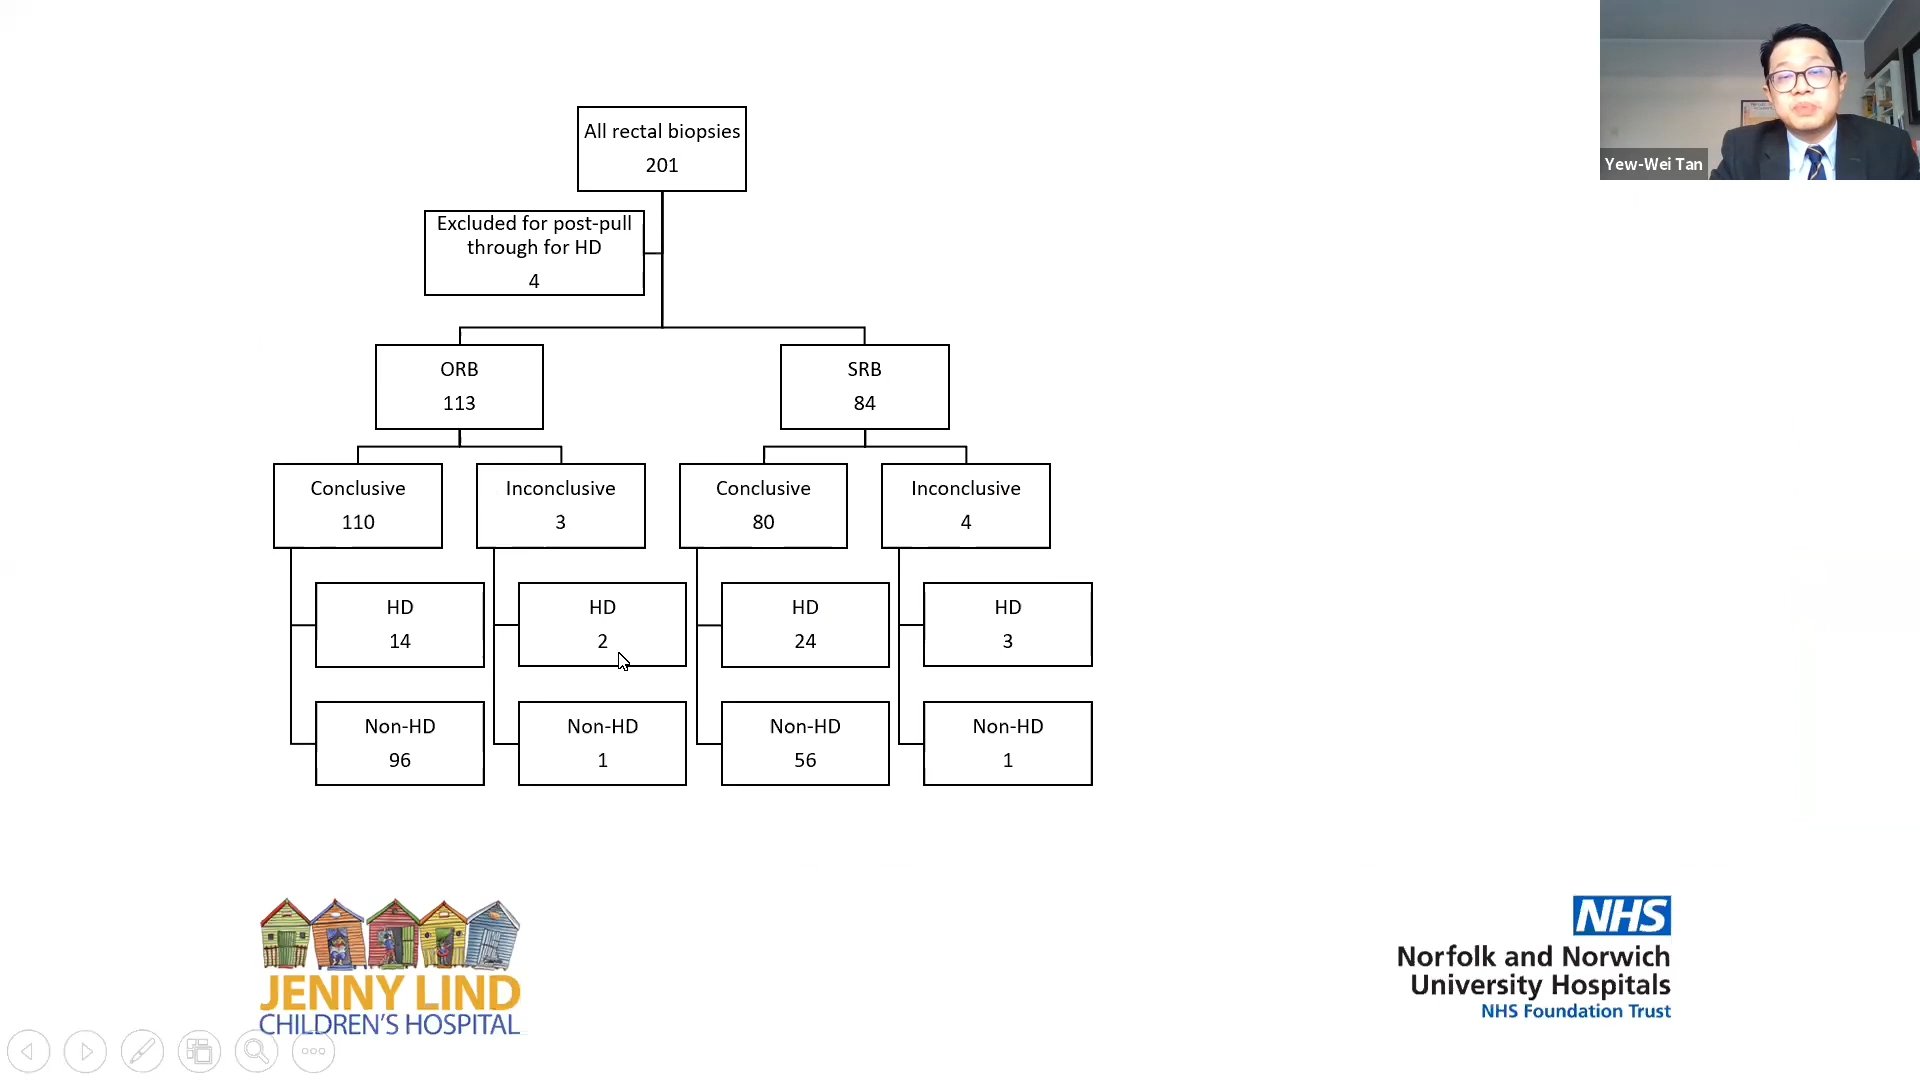 All rectal biopsies
201
Excluded for post-pull
through for HD
4
ORB
113
SRB
84
Conclusive
110
Inconclusive
3
Conclusive
80
Inconclusive
4
HD
14
HD
2
HD
24
HD
3
Non-HD
96
Non-HD
1
Non-HD
56
Non-HD
1
Yew-Wei Tan
JENNY LIND
CHILDREN'S HOSPITAL
NHS
Norfolk and Norwich
University Hospitals
NHS Foundation Trust